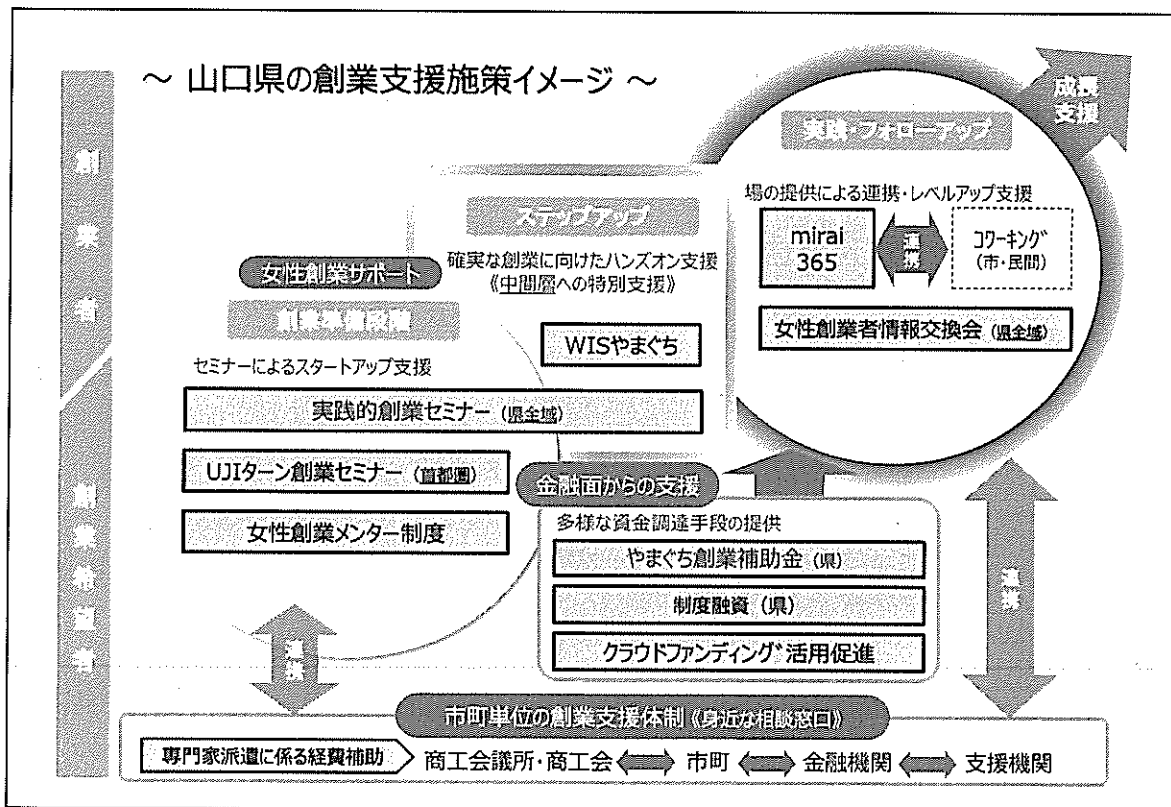 ～ 山口県の創業支援施策イメージ ～
成長
支援
創業者
創業希望者
実践・フォローアップ
場の提供による連携・レベルアップ支援
mirai
365
連携
コワーキング
(市・民間)
女性創業者情報交換会 (県全域)
ステップアップ
確実な創業に向けたハンズオン支援
《中間層への特別支援》
WISやまぐち
女性創業サポート
創業準備段階
セミナーによるスタートアップ支援
実践的創業セミナー (県全域)
UJIターン創業セミナー (首都圏)
女性創業メンター制度
金融面からの支援
多様な資金調達手段の提供
やまぐち創業補助金 (県)
制度融資 (県)
クラウドファンディング活用促進
連携
連携
市町単位の創業支援体制《身近な相談窓口》
専門家派遣に係る経費補助 商工会議所・商工会 市町 金融機関 支援機関